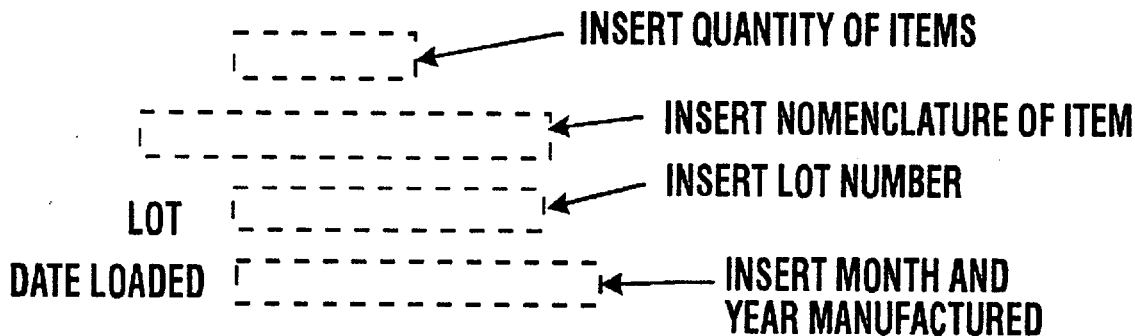 INSERT QUANTITY OF ITEMS
INSERT NOMENCLATURE OF ITEM
INSERT LOT NUMBER
LOT
DATE LOADED
INSERT MONTH AND
YEAR MANUFACTURED